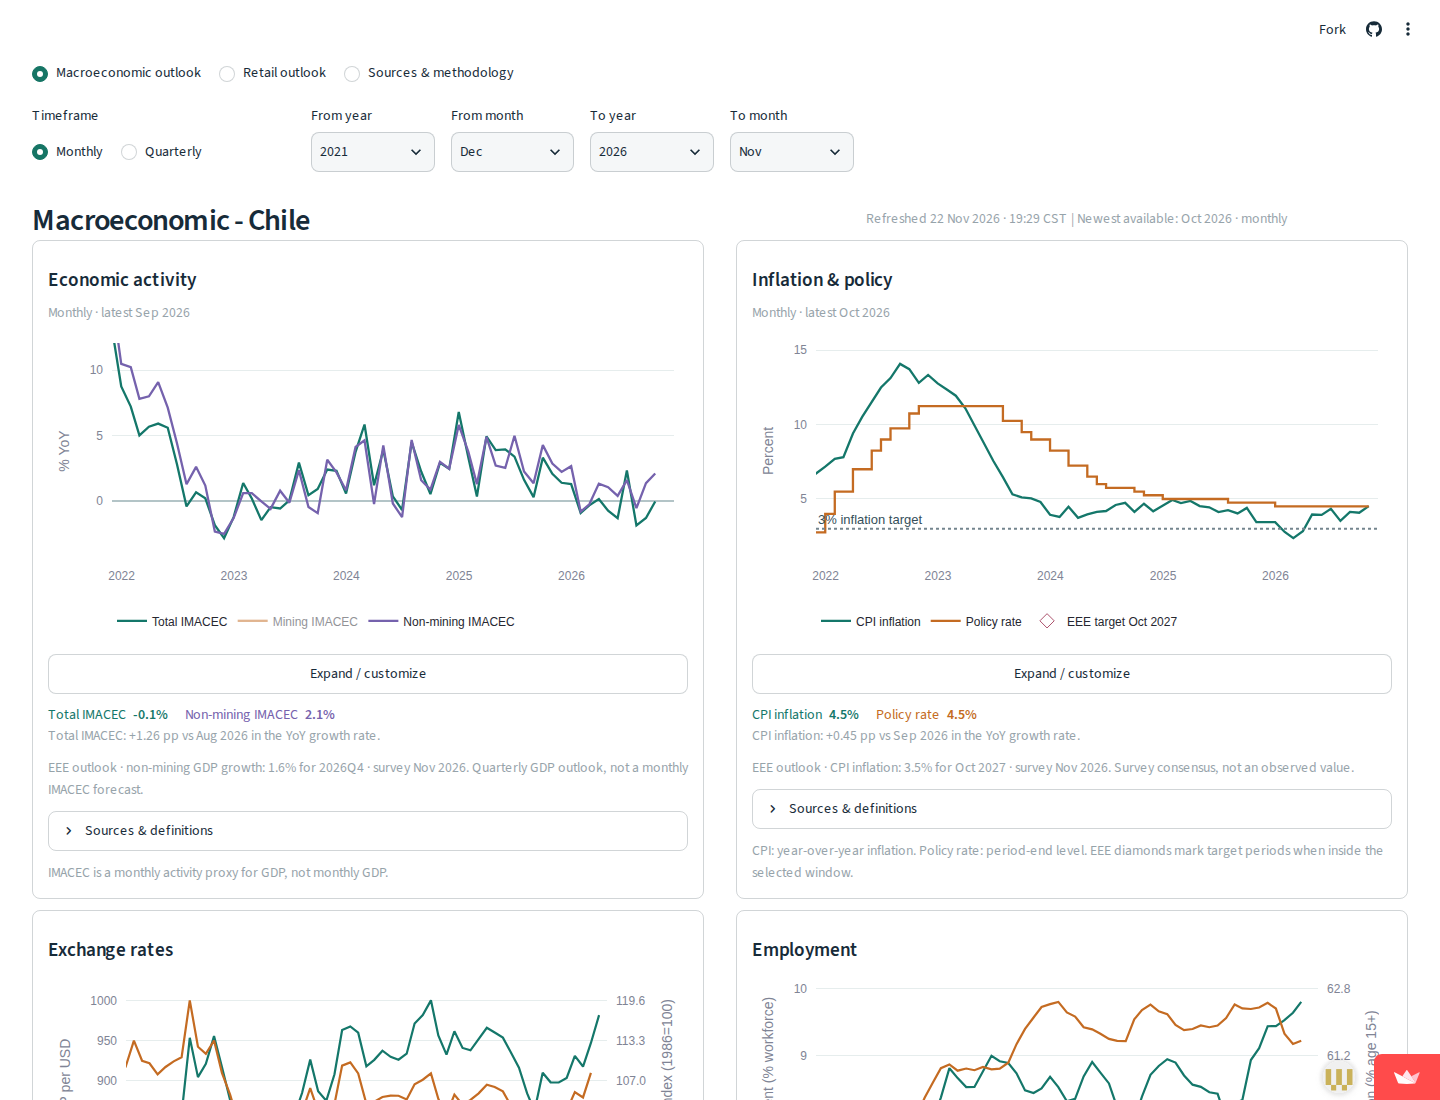 Fork
Macroeconomic outlook Retail outlook Sources & methodology
Timeframe From year From month To year To month
Monthly Quarterly 2021 Dec 2026 Nov
Macroeconomic - Chile
Refreshed 22 Nov 2026 · 19:29 CST | Newest available: Oct 2026 · monthly
Economic activity
Monthly · latest Sep 2026
% YoY
10
5
0
2022 2023 2024 2025 2026
Total IMACEC Mining IMACEC Non-mining IMACEC
Expand / customize
Total IMACEC -0.1% Non-mining IMACEC 2.1%
Total IMACEC: +1.26 pp vs Aug 2026 in the YoY growth rate.
EEE outlook · non-mining GDP growth: 1.6% for 2026Q4 · survey Nov 2026. Quarterly GDP outlook, not a monthly
IMACEC forecast.
Sources & definitions
IMACEC is a monthly activity proxy for GDP, not monthly GDP.
Inflation & policy
Monthly · latest Oct 2026
Percent
15
10
5
3% inflation target
2022 2023 2024 2025 2026
CPI inflation Policy rate EEE target Oct 2027
Expand / customize
CPI inflation 4.5% Policy rate 4.5%
CPI inflation: +0.45 pp vs Sep 2026 in the YoY growth rate.
EEE outlook · CPI inflation: 3.5% for Oct 2027 · survey Nov 2026. Survey consensus, not an observed value.
Sources & definitions
CPI: year-over-year inflation. Policy rate: period-end level. EEE diamonds mark target periods when inside the
selected window.
Exchange rates
per USD
1000
950
900
119.6
113.3
107.0
(1986=100)
Employment
(% workforce)
10
9
62.8
61.2
age 15+)